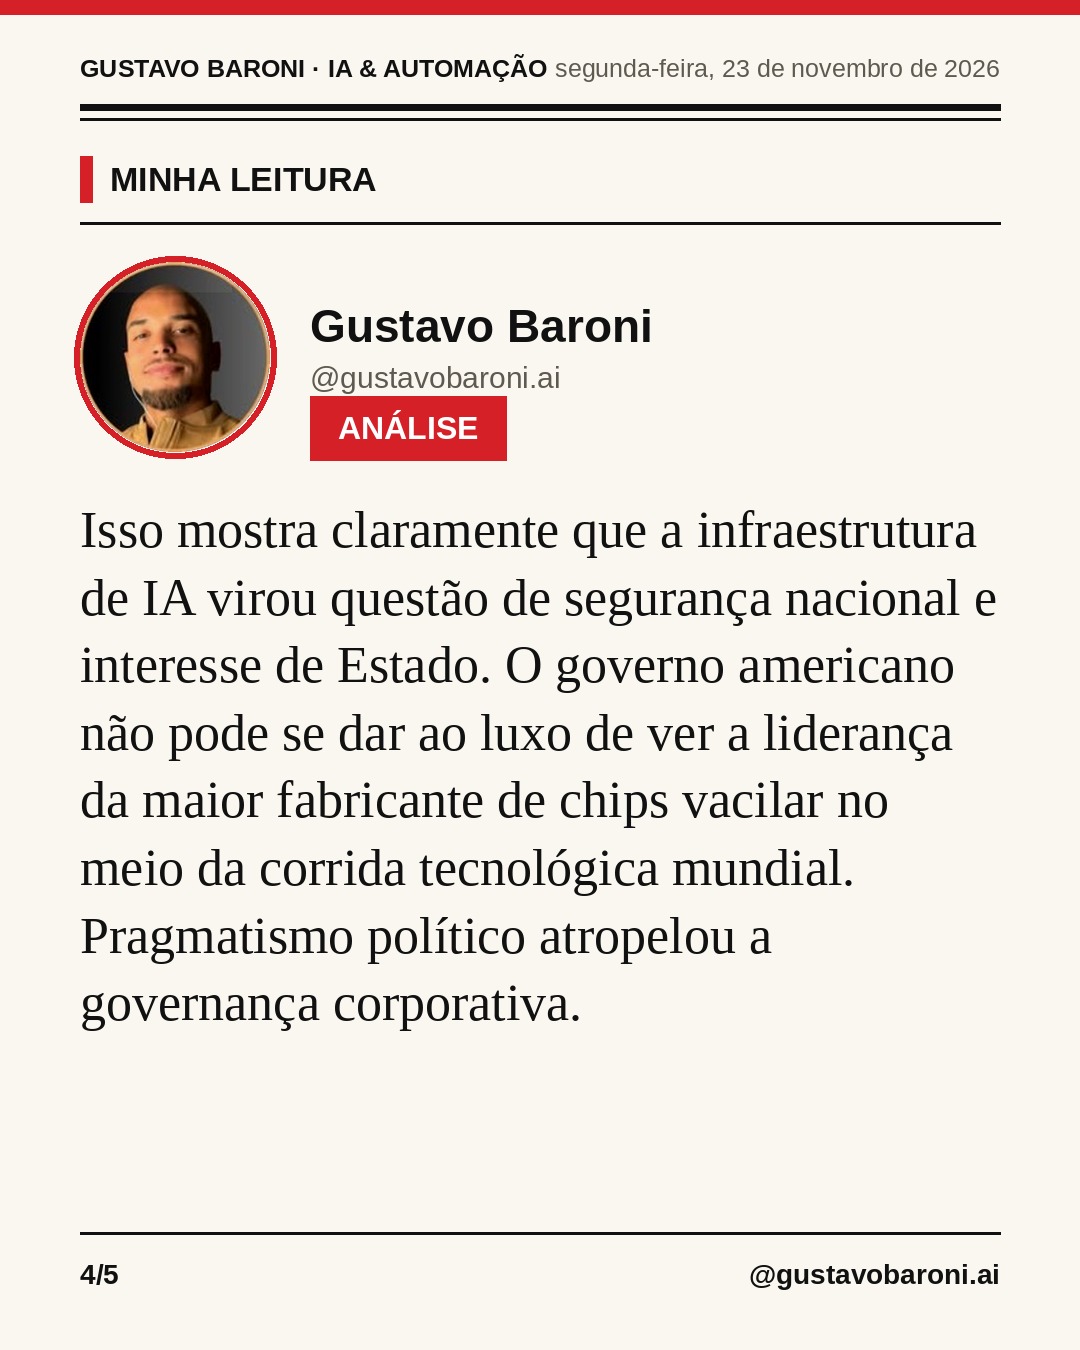 GUSTAVO BARONI · IA & AUTOMAÇÃO segunda-feira, 23 de novembro de 2026
MINHA LEITURA
Gustavo Baroni
@gustavobaroni.ai
ANÁLISE
Isso mostra claramente que a infraestrutura
de IA virou questão de segurança nacional e
interesse de Estado. O governo americano
não pode se dar ao luxo de ver a liderança
da maior fabricante de chips vacilar no
meio da corrida tecnológica mundial.
Pragmatismo político atropelou a
governança corporativa.
4/5 @gustavobaroni.ai